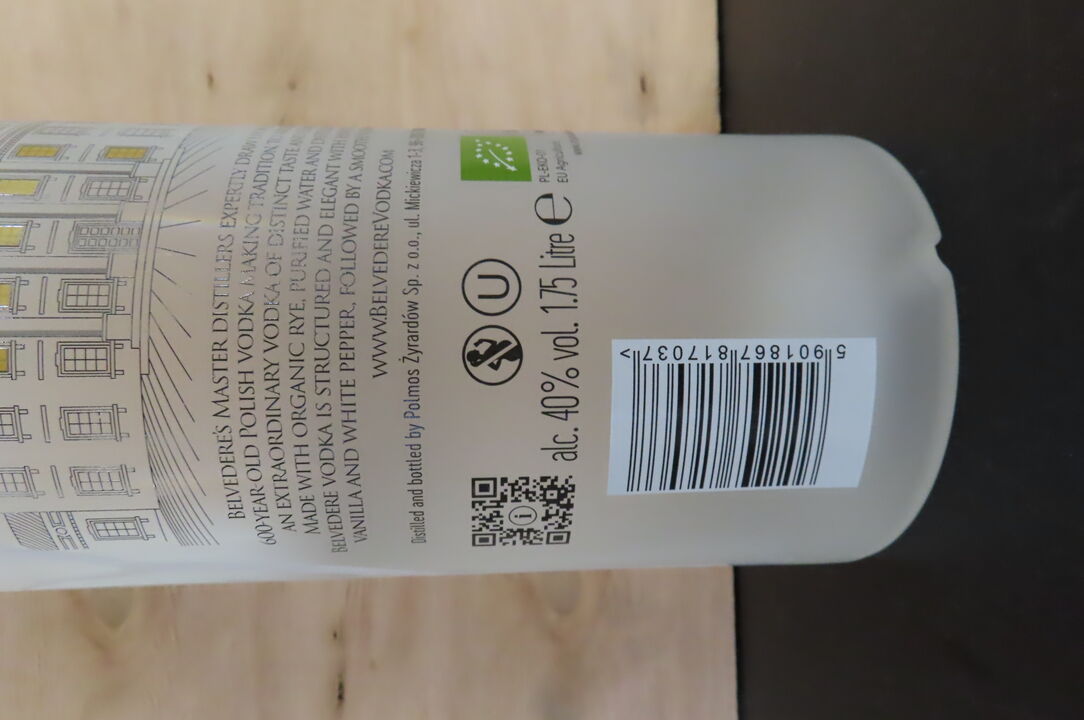 BELVEDERE'S MASTER DISTILLERS EXPERTLY DRAW
600-YEAR-OLD POLISH VODKA MAKING TRADITION
AN EXTRAORDINARY VODKA OF DISTINCT TASTE
MADE WITH ORGANIC RYE, PURIFIED WATER AND
BELVEDERE VODKA IS STRUCTURED AND ELEGANT WITH
VANILLA AND WHITE PEPPER, FOLLOWED BY A SMOOTH
WWW.BELVEDEREVODKA.COM
Distilled and bottled by Polmos Żyrardów Sp. z o.o., ul. Mickiewicza
U
PL-EKO-07
EU Agriculture
alc. 40% vol. 1.75 Litre e
5 901867 817037 >